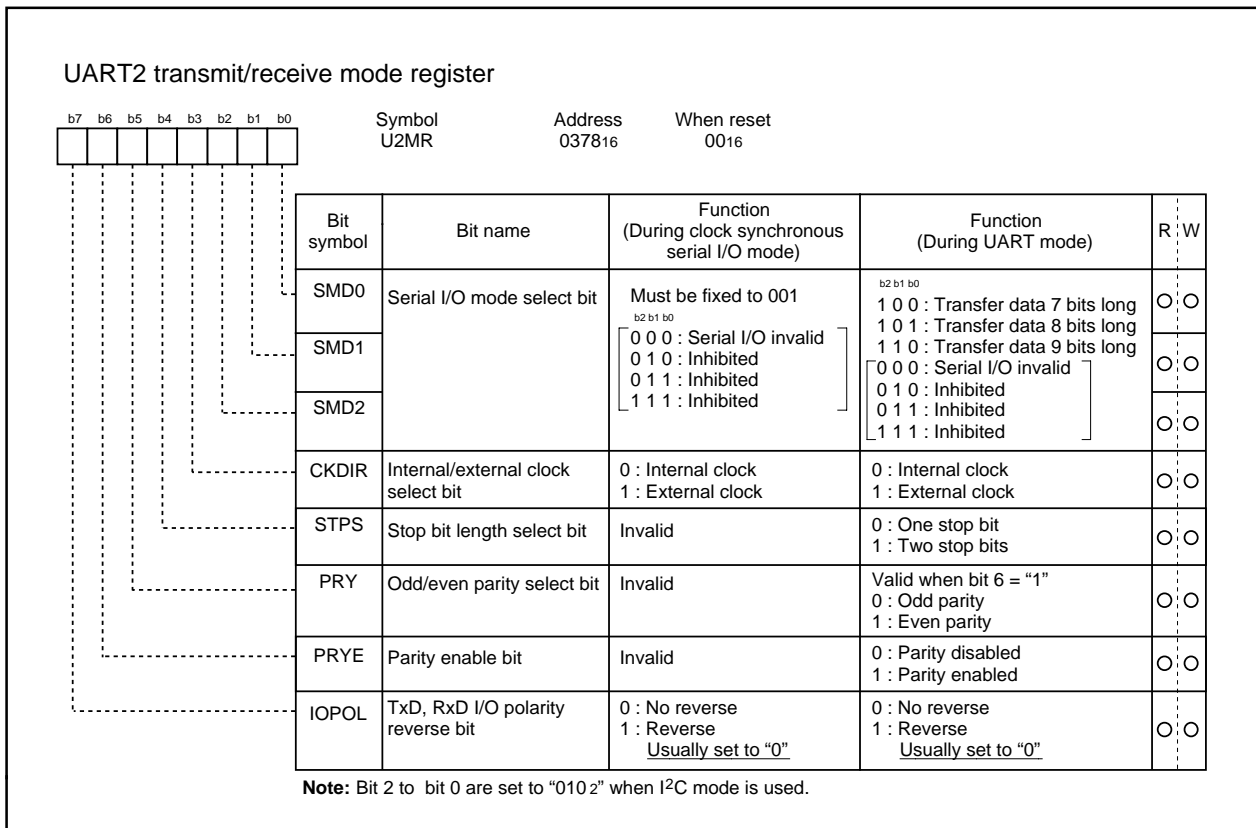 UART2 transmit/receive mode register
b7 b6 b5 b4 b3 b2 b1 b0
Symbol Address When reset
U2MR 037816 0016
Bit symbol Bit name Function (During clock synchronous serial I/O mode) Function (During UART mode) R W
SMD0
SMD1
SMD2
Serial I/O mode select bit
Must be fixed to 001
b2 b1 b0
0 0 0 : Serial I/O invalid
0 1 0 : Inhibited
0 1 1 : Inhibited
1 1 1 : Inhibited
b2 b1 b0
1 0 0 : Transfer data 7 bits long
1 0 1 : Transfer data 8 bits long
1 1 0 : Transfer data 9 bits long
0 0 0 : Serial I/O invalid
0 1 0 : Inhibited
0 1 1 : Inhibited
1 1 1 : Inhibited
CKDIR
Internal/external clock
select bit
0 : Internal clock
1 : External clock
0 : Internal clock
1 : External clock
STPS
Stop bit length select bit
Invalid
0 : One stop bit
1 : Two stop bits
PRY
Odd/even parity select bit
Invalid
Valid when bit 6 = “1”
0 : Odd parity
1 : Even parity
PRYE
Parity enable bit
Invalid
0 : Parity disabled
1 : Parity enabled
IOPOL
TxD, RxD I/O polarity
reverse bit
0 : No reverse
1 : Reverse
Usually set to “0”
0 : No reverse
1 : Reverse
Usually set to “0”
Note: Bit 2 to bit 0 are set to “010 2” when I2C mode is used.